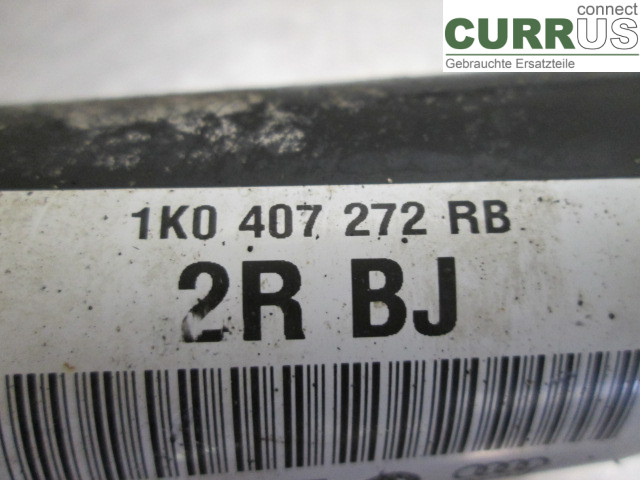 connect
CURRUS
Gebrauchte Ersatzteile
1K0 407 272 RB
2R BJ